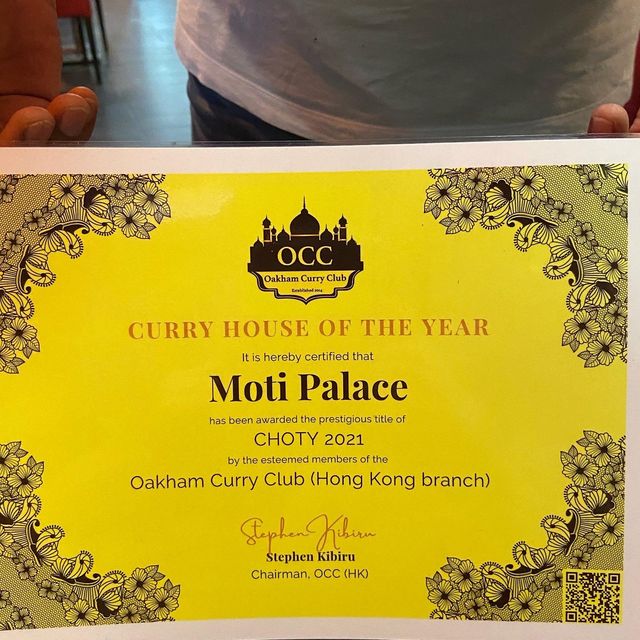 OCC
Oakham Curry Club
Established 2014
CURRY HOUSE OF THE YEAR
It is hereby certified that
Moti Palace
has been awarded the prestigious title of
CHOTY 2021
by the esteemed members of the
Oakham Curry Club (Hong Kong branch)
Stephen Kibiru
Stephen Kibiru
Chairman, OCC (HK)